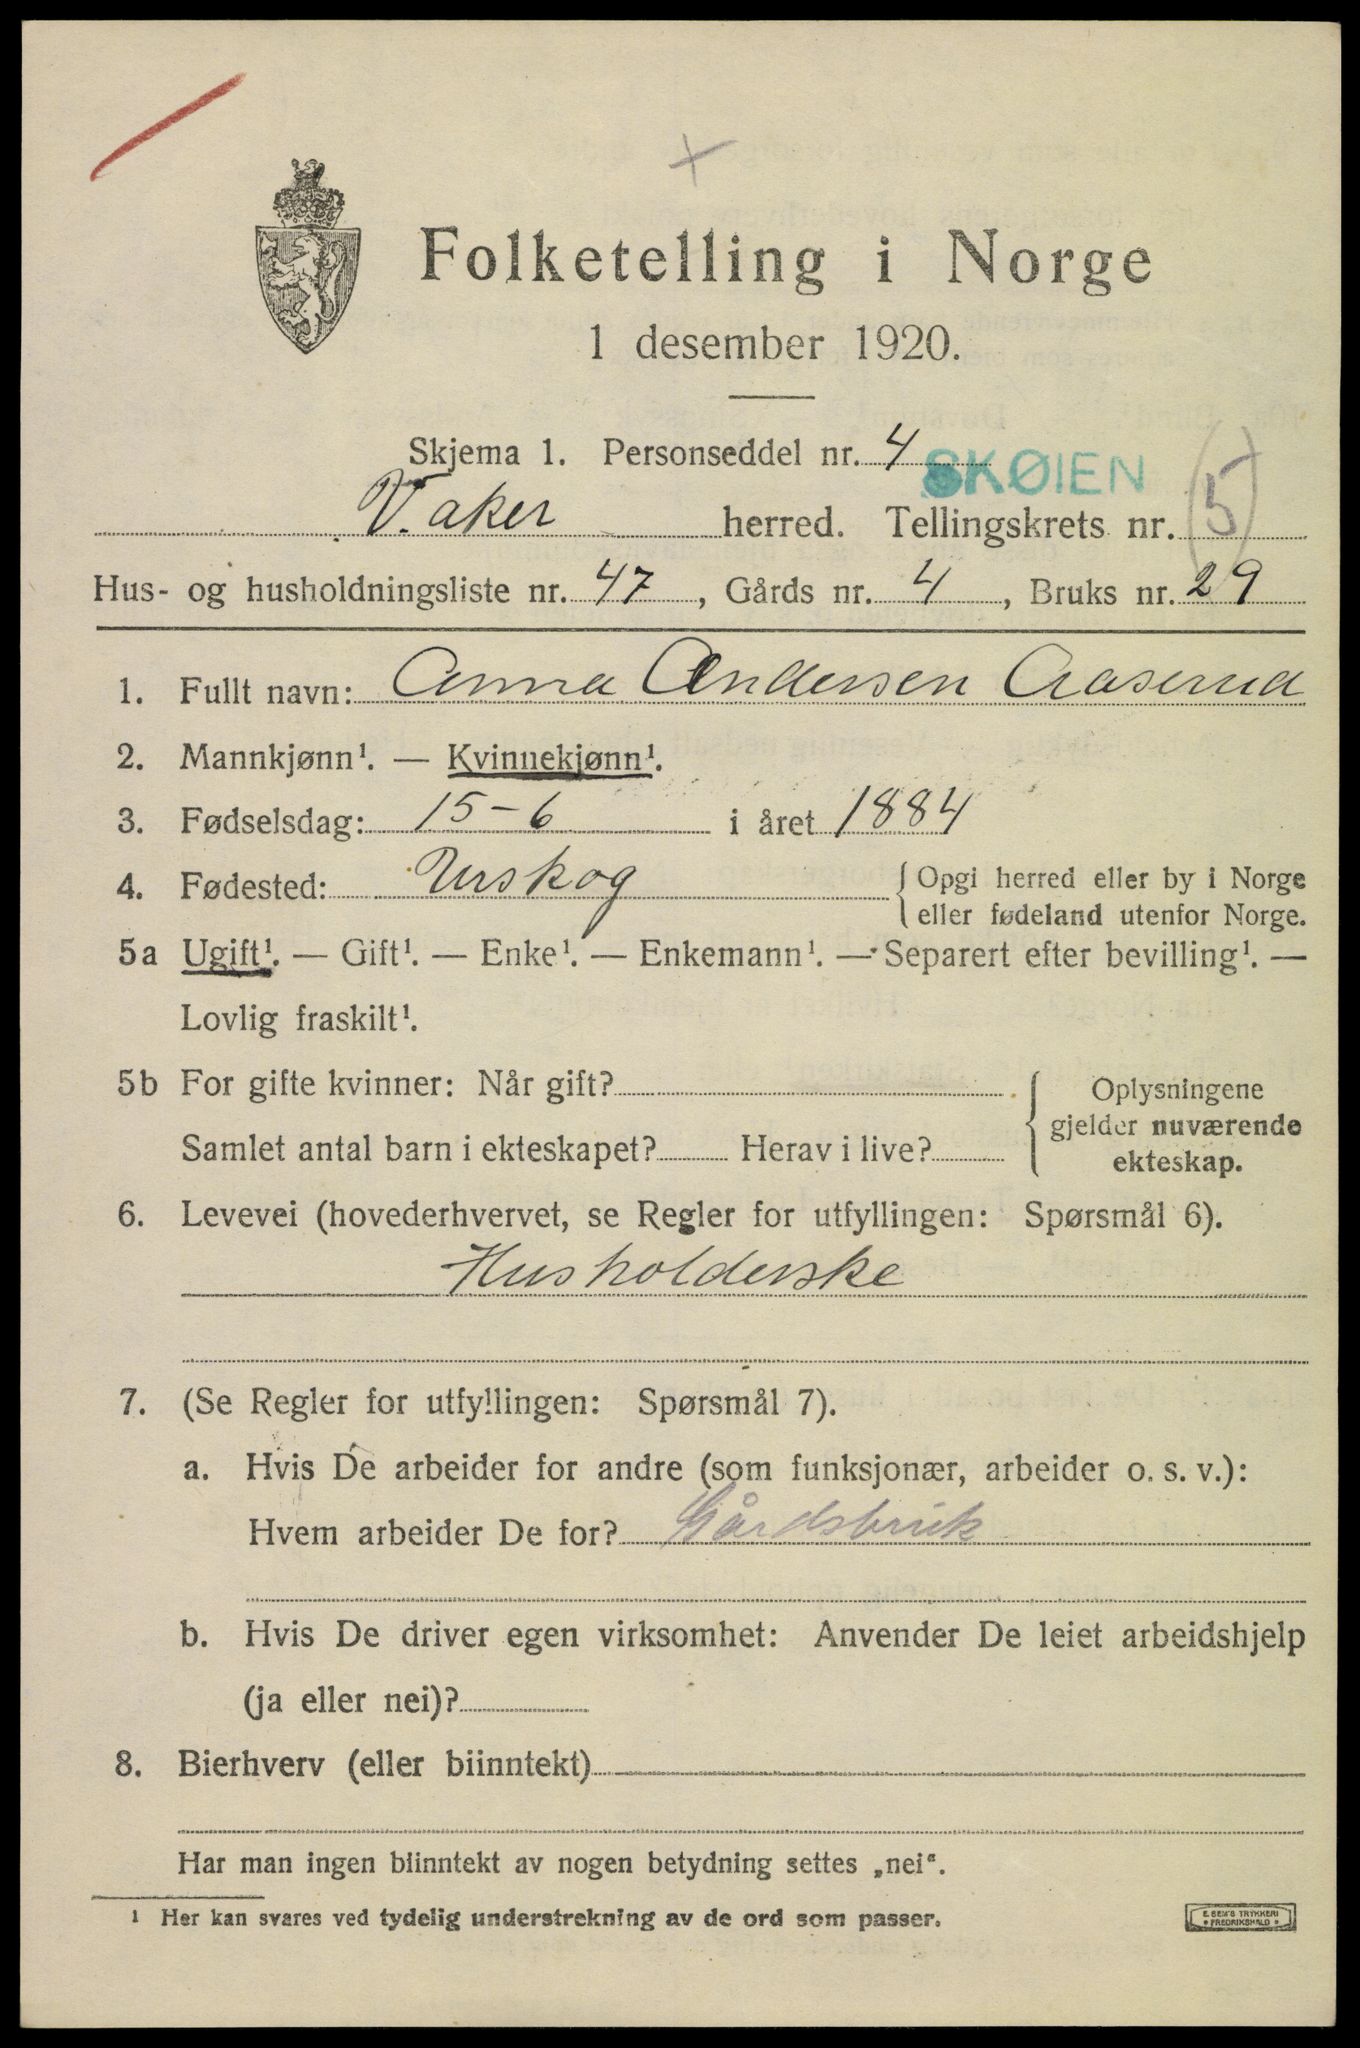 Folketelling i Norge
1 desember 1920.
Skjema 1. Personseddel nr. 4
SKØIEN
V. aker herred. Tellingskrets nr. (5)
Hus- og husholdningsliste nr. 47, Gårds nr. 4, Bruks nr. 29
1. Fullt navn: Anna Andersen Aaserud
2. Mannkjønn¹. — Kvinnekjønn¹.
3. Fødselsdag: 15-6 i året 1884
4. Fødested: Urskog { Opgi herred eller by i Norge
eller fødeland utenfor Norge.
5a Ugift¹. — Gift¹. — Enke¹. — Enkemann¹. — Separert efter bevilling¹. —
Lovlig fraskilt¹.
5b For gifte kvinner: Når gift?
Samlet antal barn i ekteskapet? Herav i live?
{ Oplysningene
gjelder nuværende
ekteskap.
6. Levevei (hovederhvervet, se Regler for utfyllingen: Spørsmål 6).
Husholderske
7. (Se Regler for utfyllingen: Spørsmål 7).
a. Hvis De arbeider for andre (som funksjonær, arbeider o. s. v.):
Hvem arbeider De for? Gårdsbruk
b. Hvis De driver egen virksomhet: Anvender De leiet arbeidshjelp
(ja eller nei)?
8. Bierhverv (eller biinntekt)
Har man ingen biinntekt av nogen betydning settes „nei“.
¹ Her kan svares ved tydelig understrekning av de ord som passer.
E. SEM'S TRYKKERI
• FREDRIKSHALD •